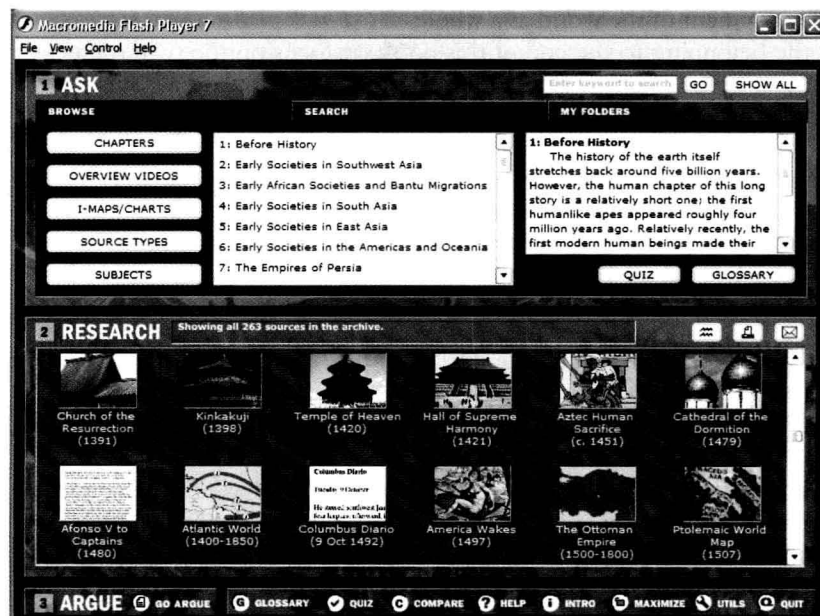 Macromedia Flash Player 7
File View Control Help
1 ASK
Enter keyword to search
GO
SHOW ALL
BROWSE
SEARCH
MY FOLDERS
CHAPTERS
OVERVIEW VIDEOS
I-MAPS/CHARTS
SOURCE TYPES
SUBJECTS
1: Before History
2: Early Societies in Southwest Asia
3: Early African Societies and Bantu Migrations
4: Early Societies in South Asia
5: Early Societies in East Asia
6: Early Societies in the Americas and Oceania
7: The Empires of Persia
1: Before History
The history of the earth itself
stretches back around five billion years.
However, the human chapter of this long
story is a relatively short one; the first
humanlike apes appeared roughly four
million years ago. Relatively recently, the
first modern human beings made their
QUIZ
GLOSSARY
2 RESEARCH
Showing all 263 sources in the archive.
Church of the
Resurrection
(1391)
Kinkakuji
(1398)
Temple of Heaven
(1420)
Hall of Supreme
Harmony
(1421)
Aztec Human
Sacrifice
(c. 1451)
Cathedral of the
Dormition
(1479)
Columbus Diario
Tuesday 9 October
Afonso V to
Captains
(1480)
Atlantic World
(1400-1850)
Columbus Diario
(9 Oct 1492)
America Wakes
(1497)
The Ottoman
Empire
(1500-1800)
Ptolemaic World
Map
(1507)
3 ARGUE
GO ARGUE
G GLOSSARY
QUIZ
C COMPARE
? HELP
i INTRO
MAXIMIZE
UTILS
QUIT